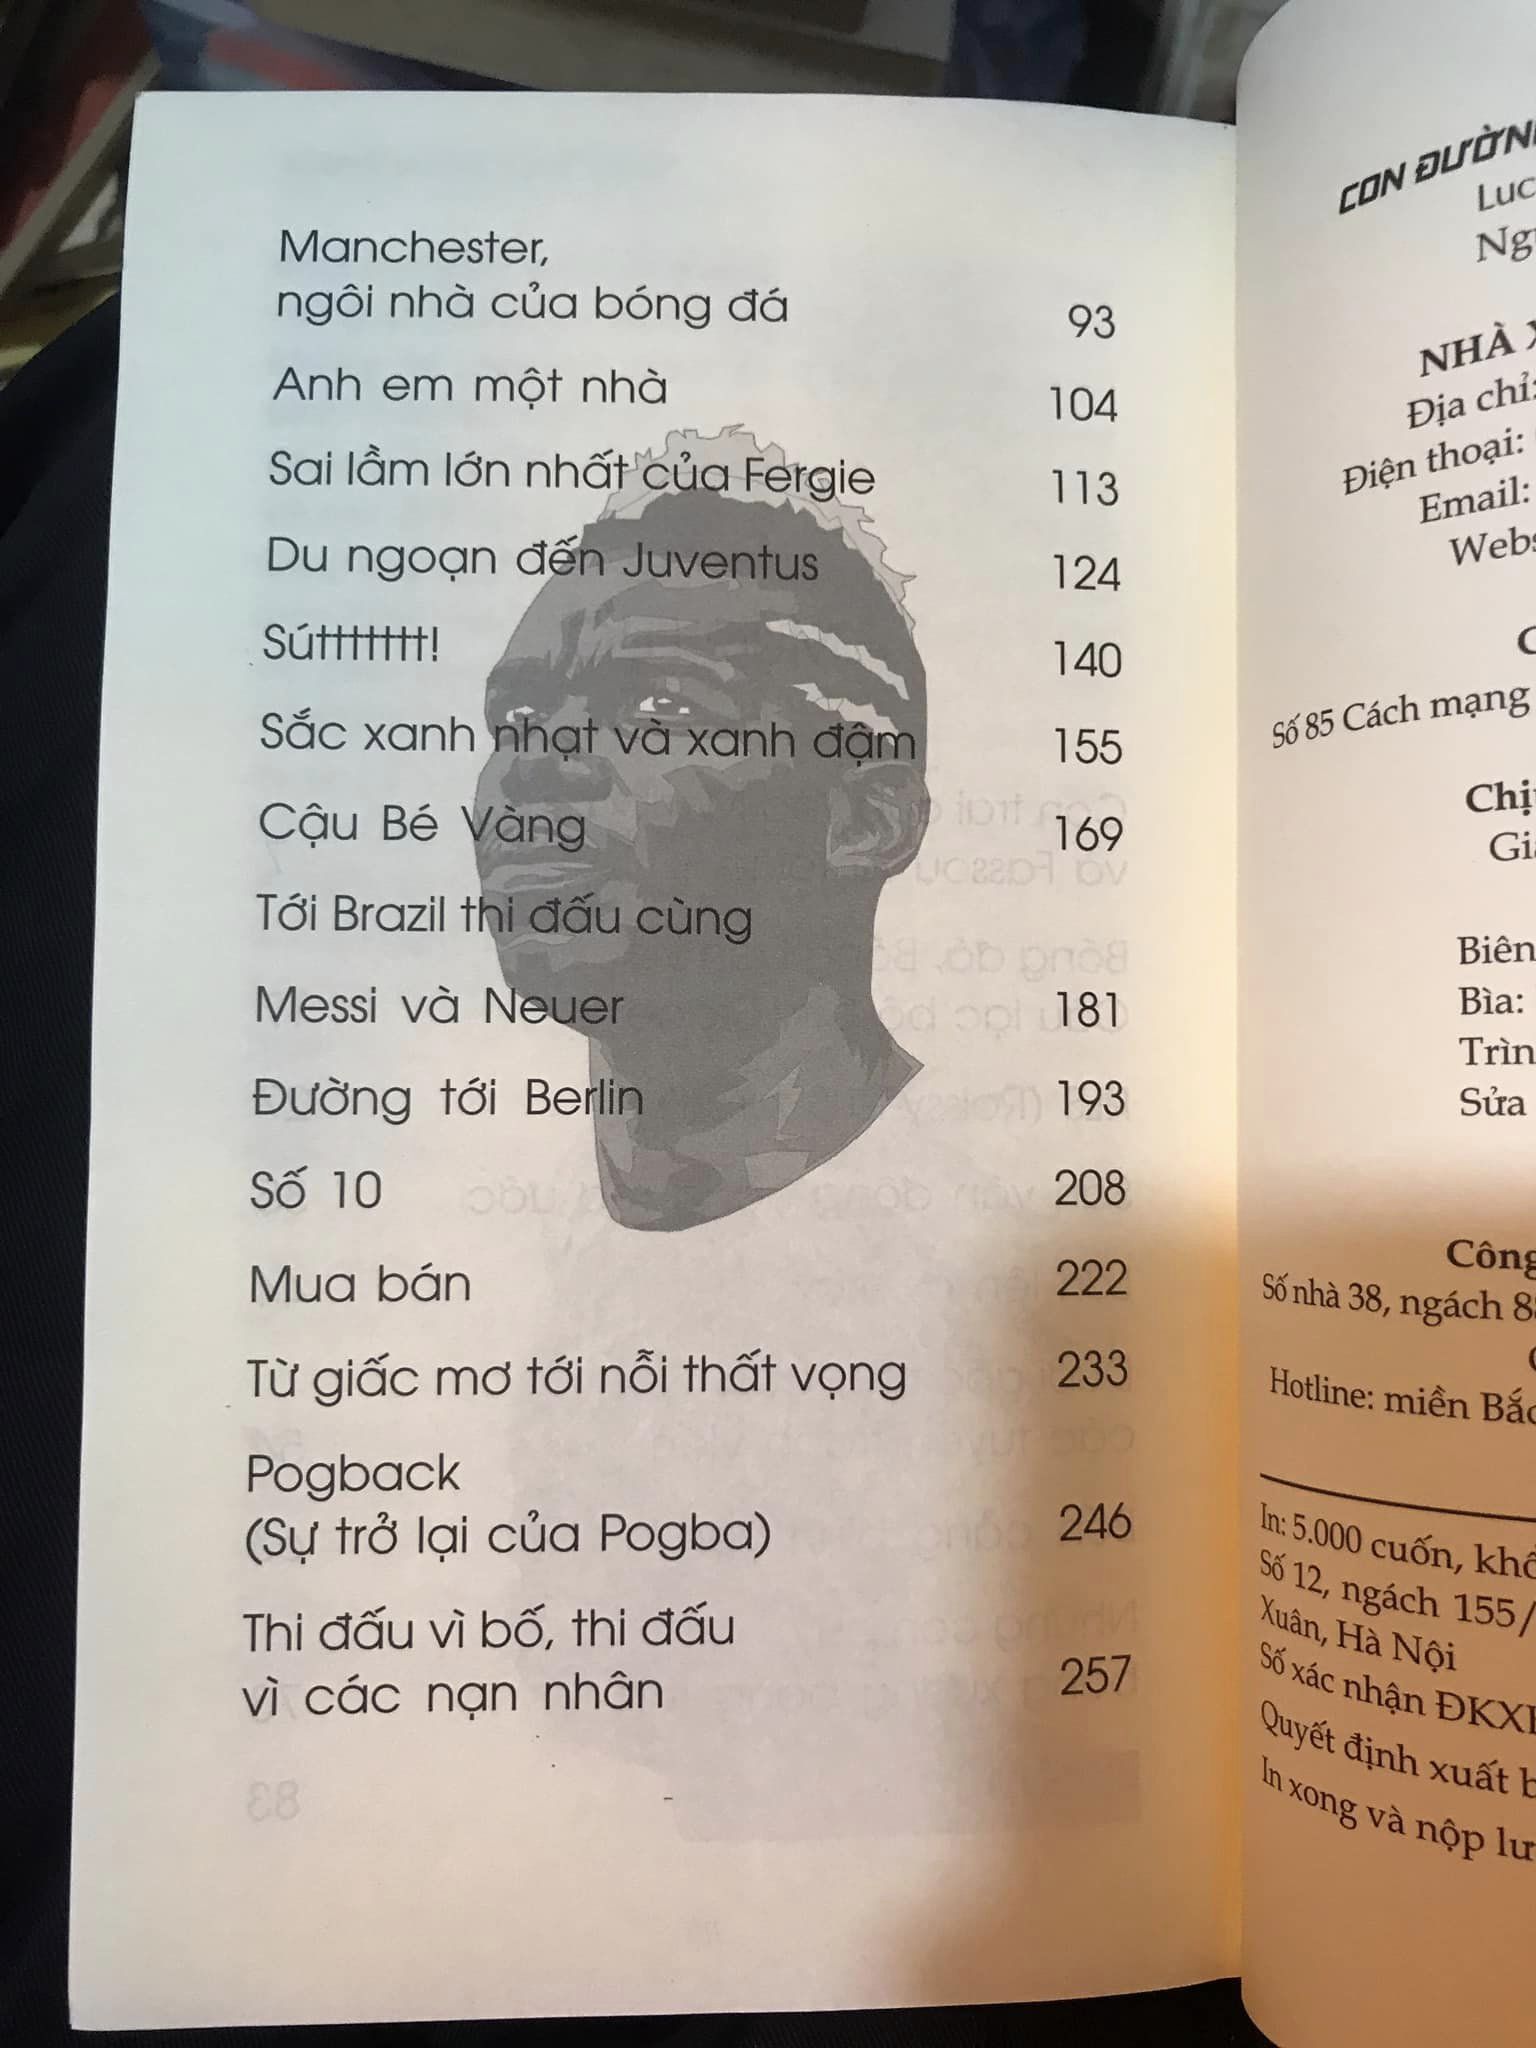 Manchester,
ngôi nhà của bóng đá 93
Anh em một nhà 104
Sai lầm lớn nhất của Fergie 113
Du ngoạn đến Juventus 124
Súttttttt! 140
Sắc xanh nhạt và xanh đậm 155
Cậu Bé Vàng 169
Tới Brazil thi đấu cùng
Messi và Neuer 181
Đường tới Berlin 193
Số 10 208
Mua bán 222
Từ giấc mơ tới nỗi thất vọng 233
Pogback
(Sự trở lại của Pogba) 246
Thi đấu vì bố, thi đấu
vì các nạn nhân 257
CON
Luc
NHÀ
Địa chỉ:
Điện thoại:
Email:
Số 85 Cách mạng
Biên
Bìa:
Sửa
Số nhà 38, ngách
Hotline: miền
In: 5.000 cuốn,
Số 12, ngách 155/
Xuân, Hà Nội
Số xác nhận
Quyết định xuất
In xong và nộp